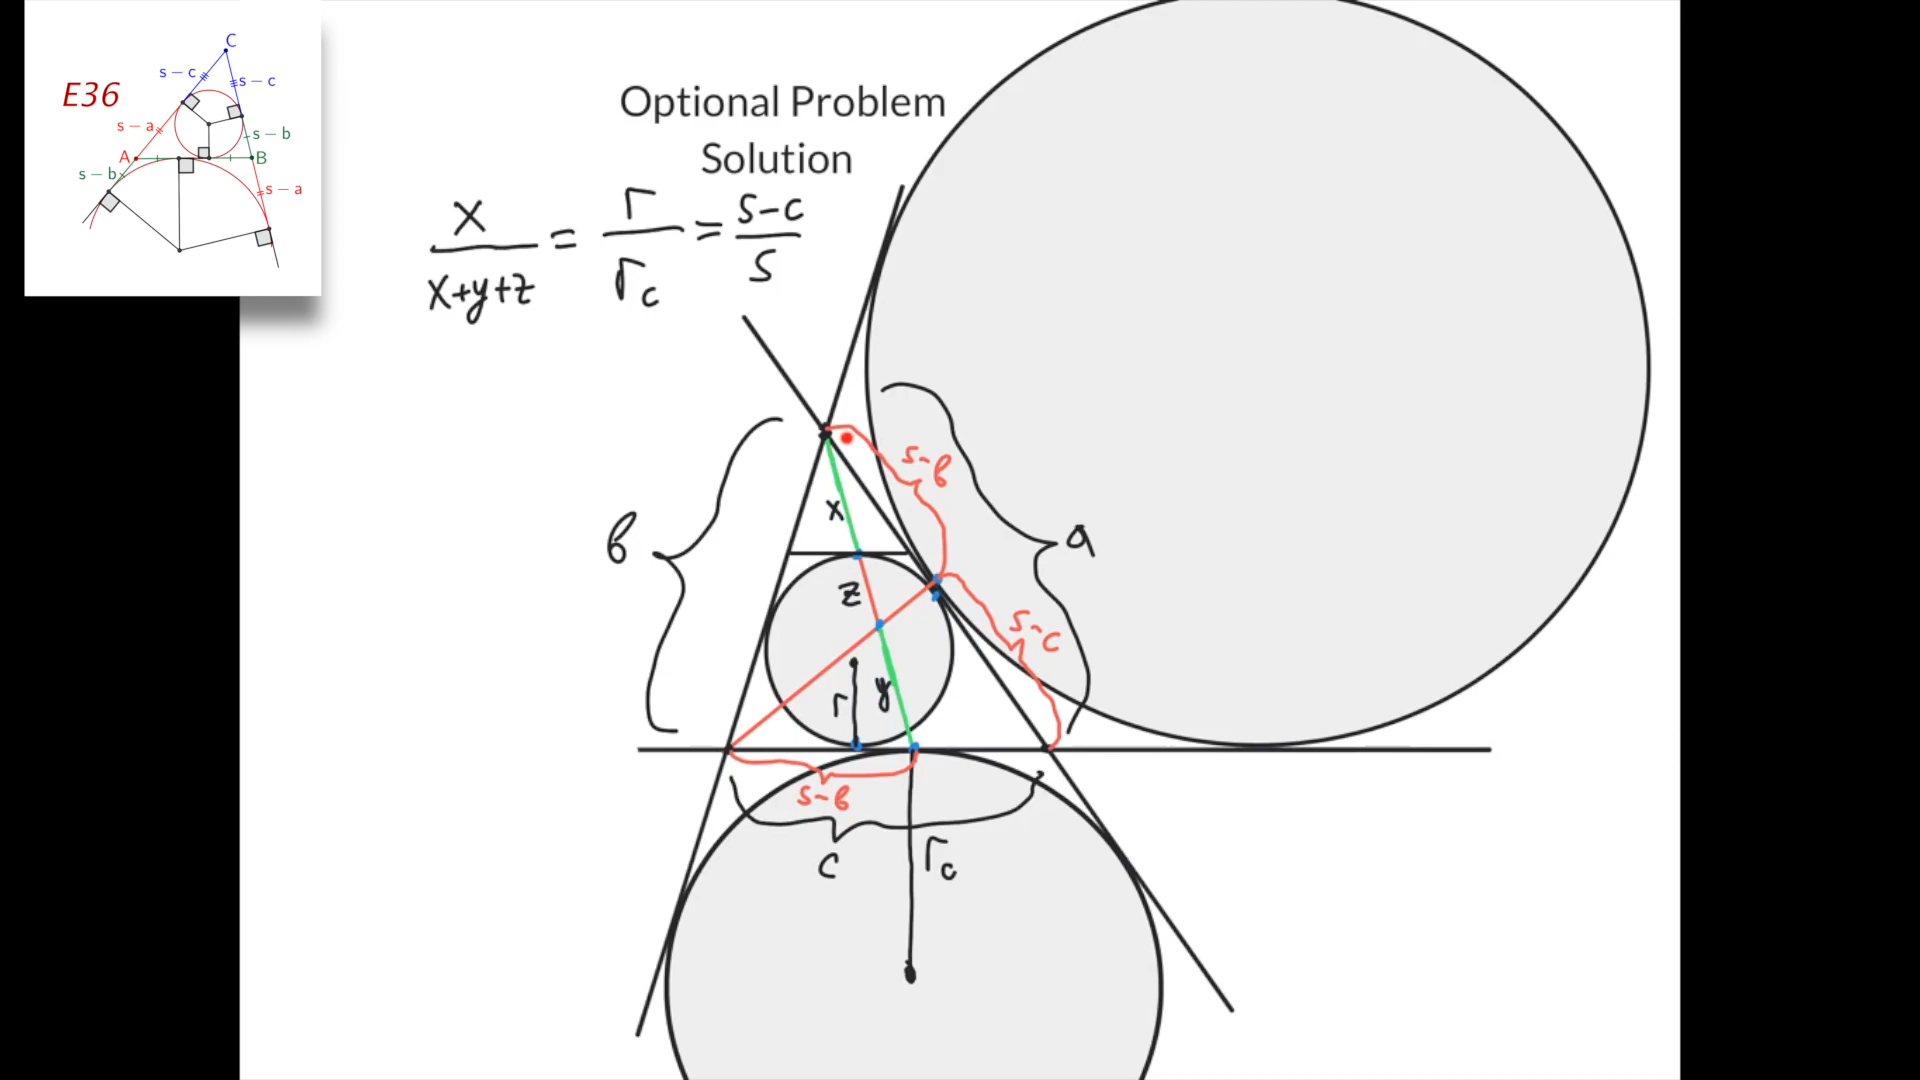 C
s – c
s – c
E36
s – a
s – b
A
B
s – b
s – a
Optional Problem
Solution
x/(x+y+z) = r/r_c = (s-c)/s
s-b
x
b
a
z
s-c
r
y
s-b
c
r_c